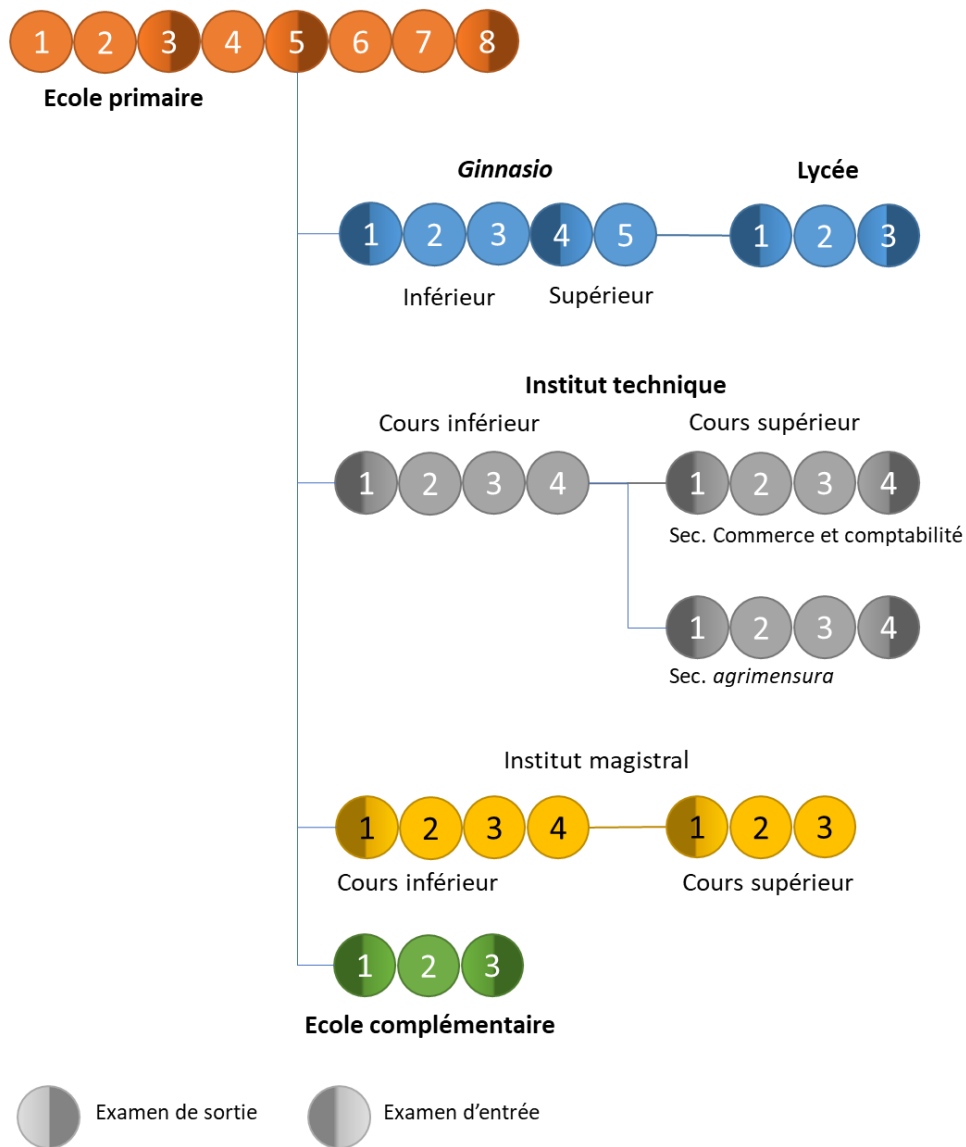 1 2 3 4 5 6 7 8
Ecole primaire
Ginnasio Lycée
1 2 3 4 5 1 2 3
Inférieur Supérieur
Institut technique
Cours inférieur Cours supérieur
1 2 3 4 1 2 3 4
Sec. Commerce et comptabilité
1 2 3 4
Sec. agrimensura
Institut magistral
1 2 3 4 1 2 3
Cours inférieur Cours supérieur
1 2 3
Ecole complémentaire
Examen de sortie Examen d’entrée